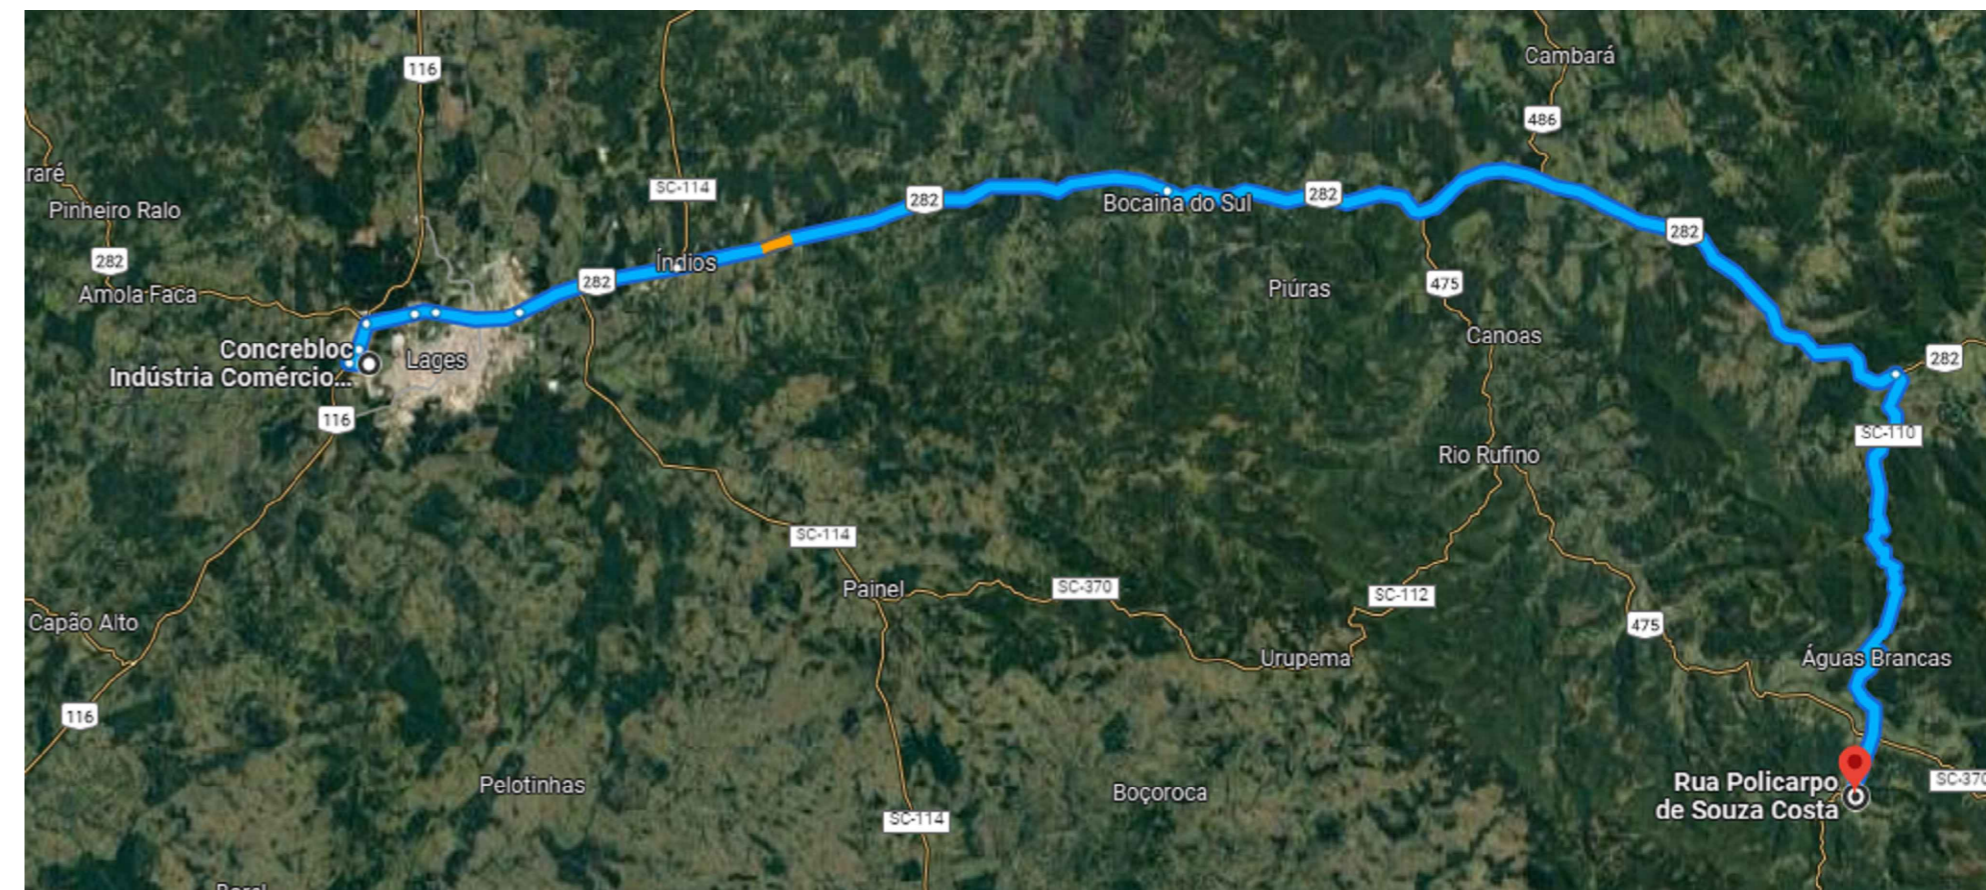 Cambará
116
486
raré
SC-114
Pinheiro Ralo
282
Bocaina do Sul
282
282
282
Índios
282
475
Piúras
Amola Faca
Canoas
Concrebloc
Indústria Comércio...
Lages
282
116
SC-110
Rio Rufino
SC-114
Painel
SC-370
SC-112
Capão Alto
475
Urupema
Águas Brancas
116
Pelotinhas
Boçoroca
Rua Policarpo
de Souza Costa
SC-370
SC-114